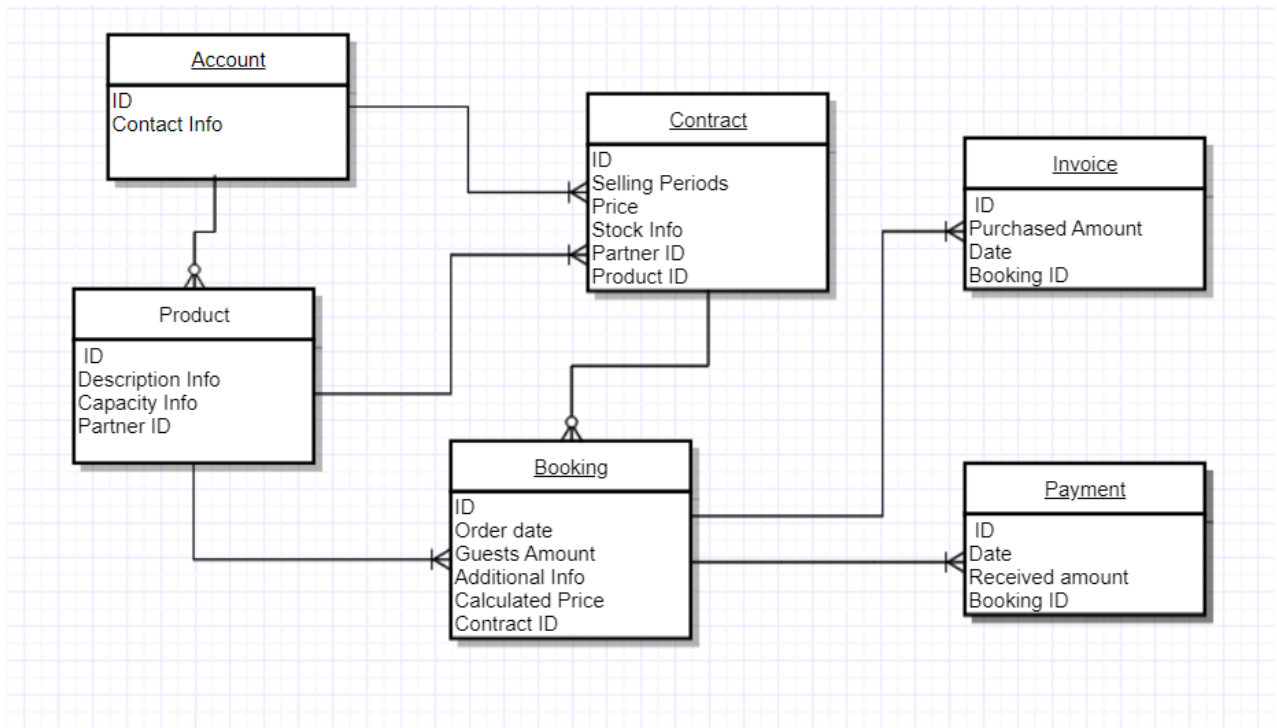 Account
ID
Contact Info
Contract
ID
Selling Periods
Price
Stock Info
Partner ID
Product ID
Invoice
ID
Purchased Amount
Date
Booking ID
Product
ID
Description Info
Capacity Info
Partner ID
Booking
ID
Order date
Guests Amount
Additional Info
Calculated Price
Contract ID
Payment
ID
Date
Received amount
Booking ID